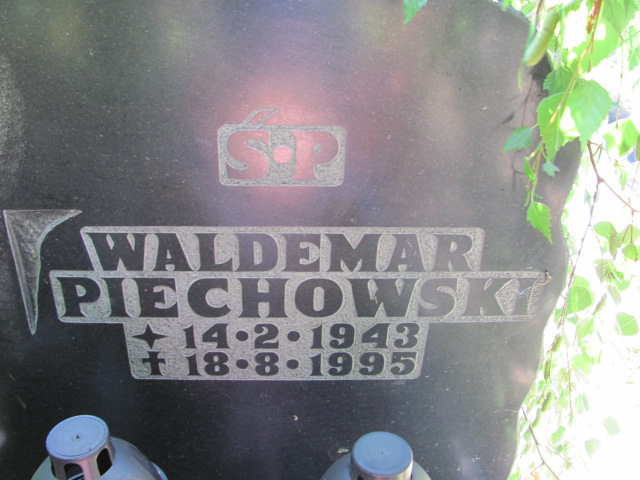 Ś•P
WALDEMAR
PIECHOWSKI
✦ 14•2•1943
✝ 18•8•1995